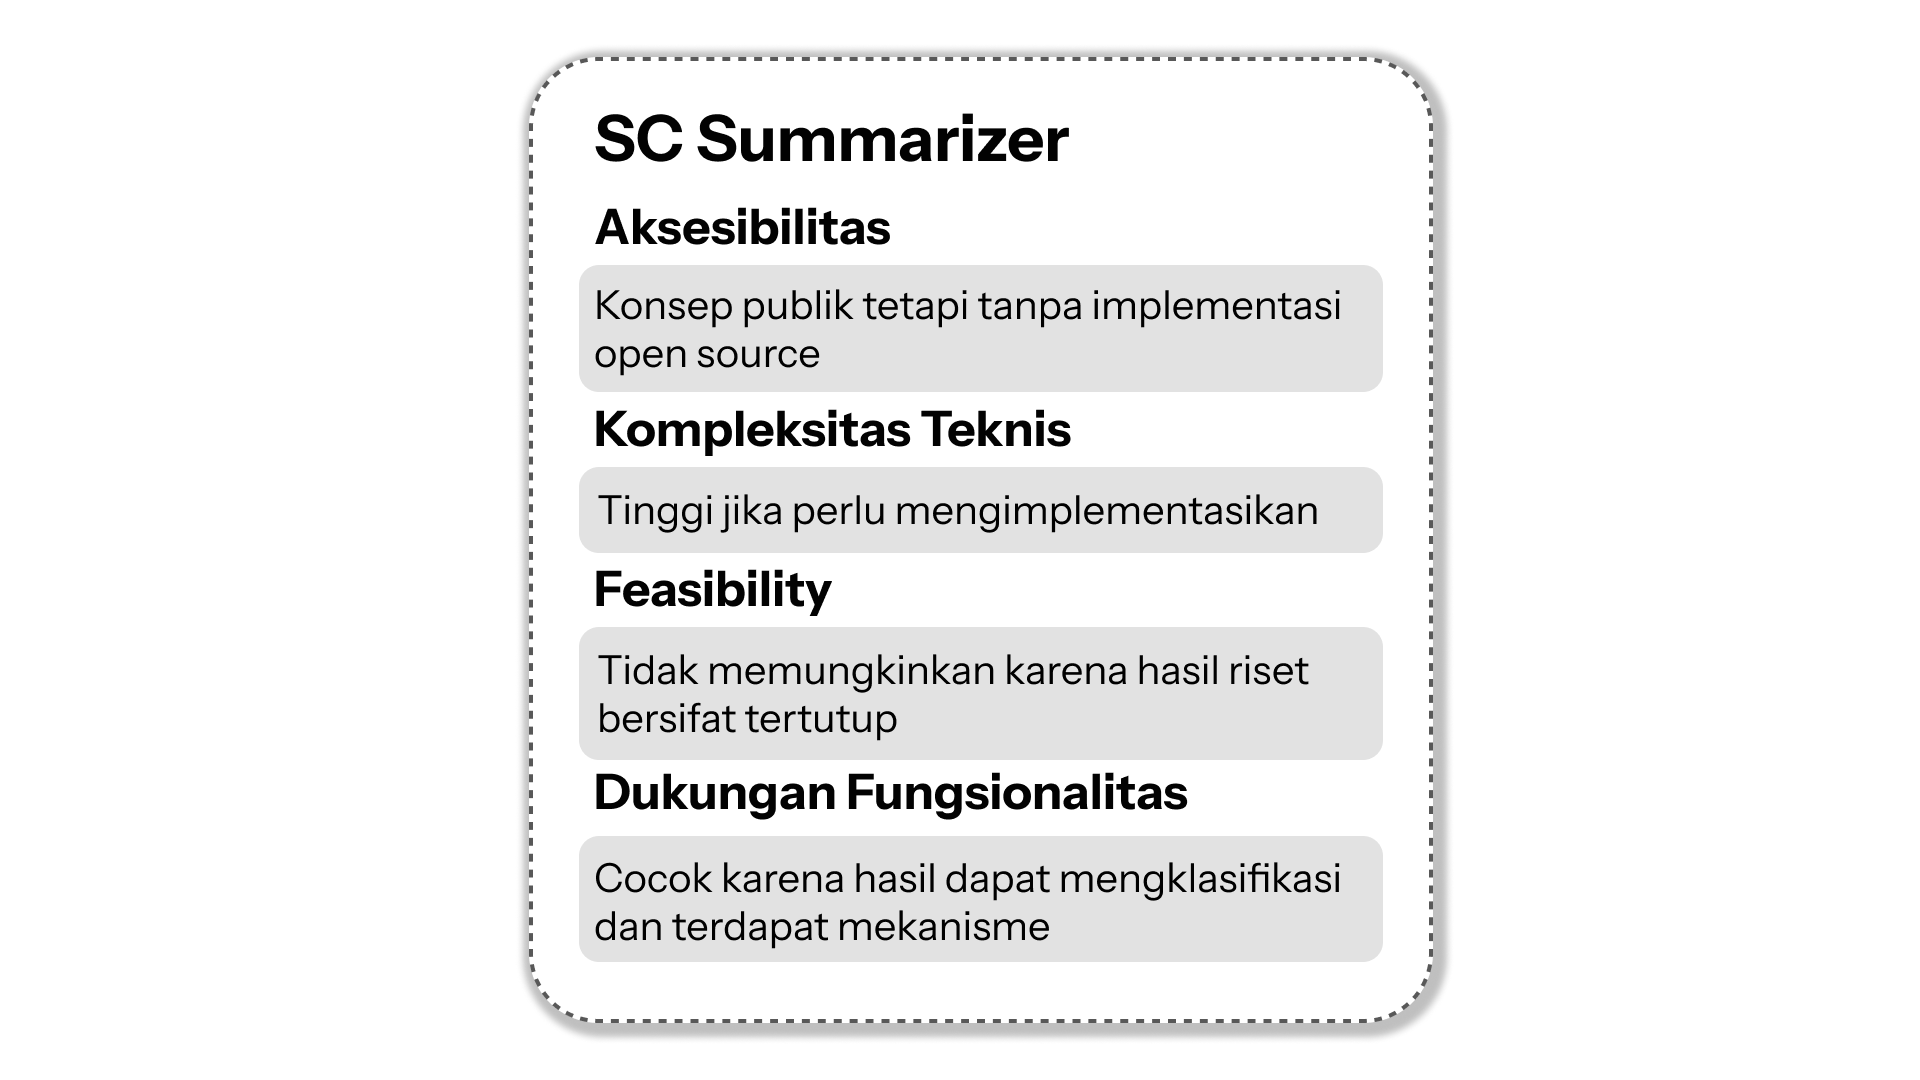 SC Summarizer
Aksesibilitas
Konsep publik tetapi tanpa implementasi
open source
Kompleksitas Teknis
Tinggi jika perlu mengimplementasikan
Feasibility
Tidak memungkinkan karena hasil riset
bersifat tertutup
Dukungan Fungsionalitas
Cocok karena hasil dapat mengklasifikasi
dan terdapat mekanisme